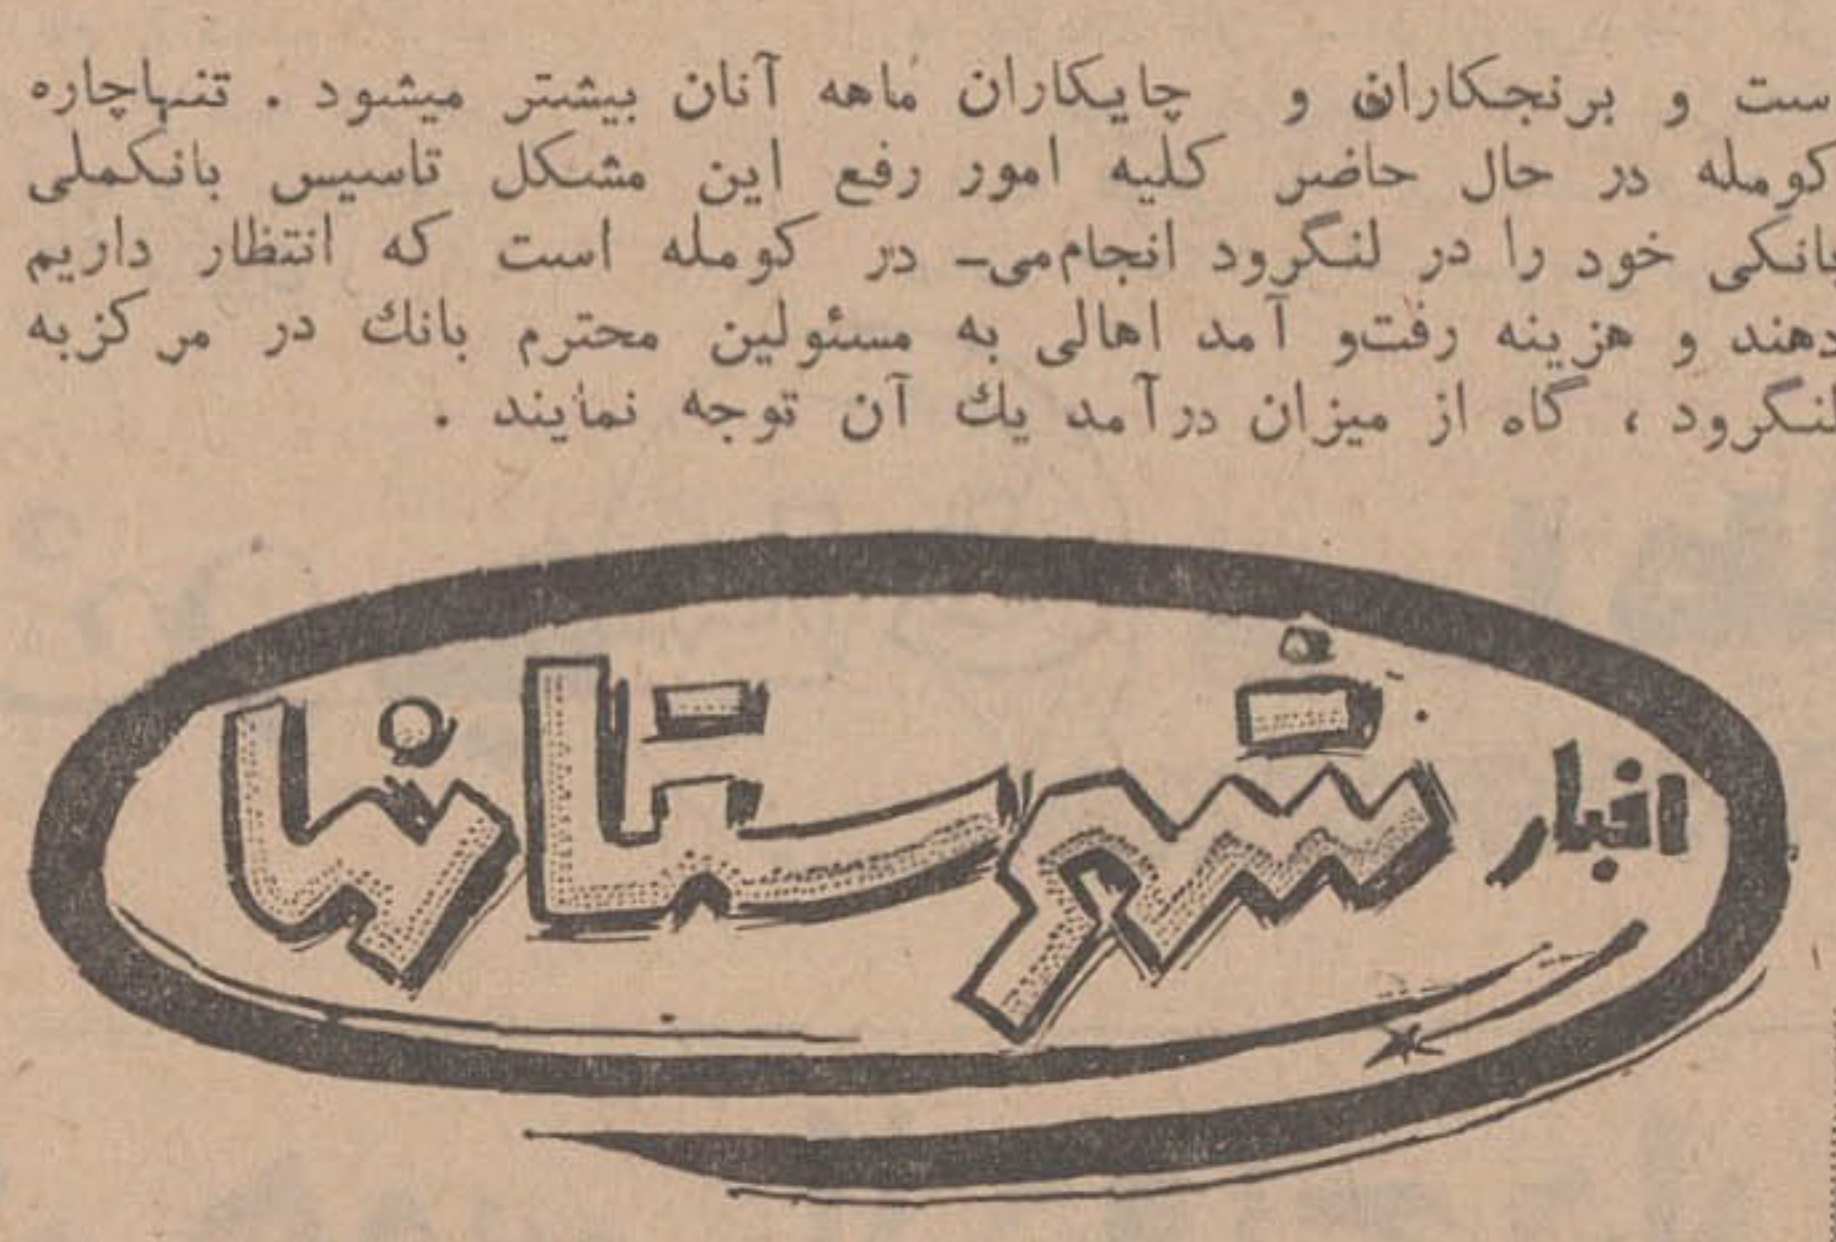 است و برنجکاران و چایکاران
کومله در حال حاضر کلیه امور
بانکی خود را در لنگرود انجام‌می-
دهند و هزینه رفت‌و آمد اهالی به
لنگرود ، گاه از میزان درآمد یك
ماهه آنان بیشتر میشود . تنهاچاره
رفع این مشکل تاسیس بانکملی
در کومله است که انتظار داریم
مسئولین محترم بانك در مرکزبه
آن توجه نمایند .
اخبار شهرستانها